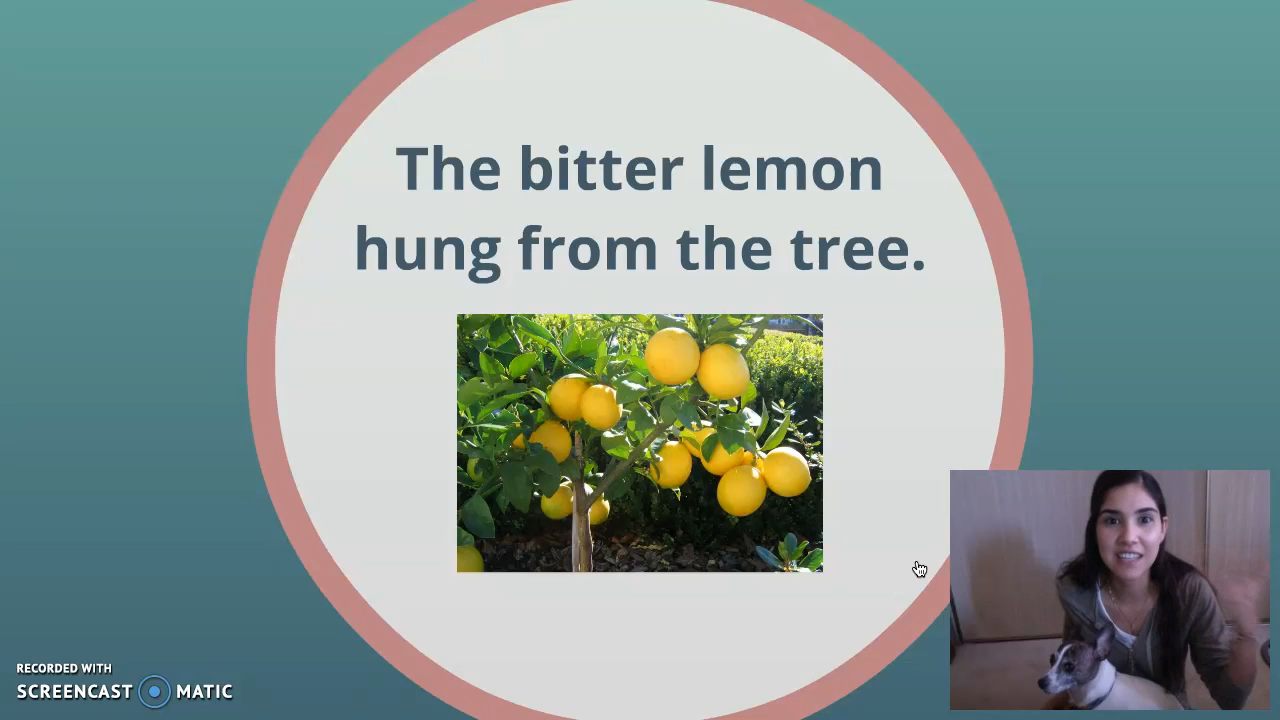 The bitter lemon
hung from the tree.
RECORDED WITH
SCREENCAST MATIC